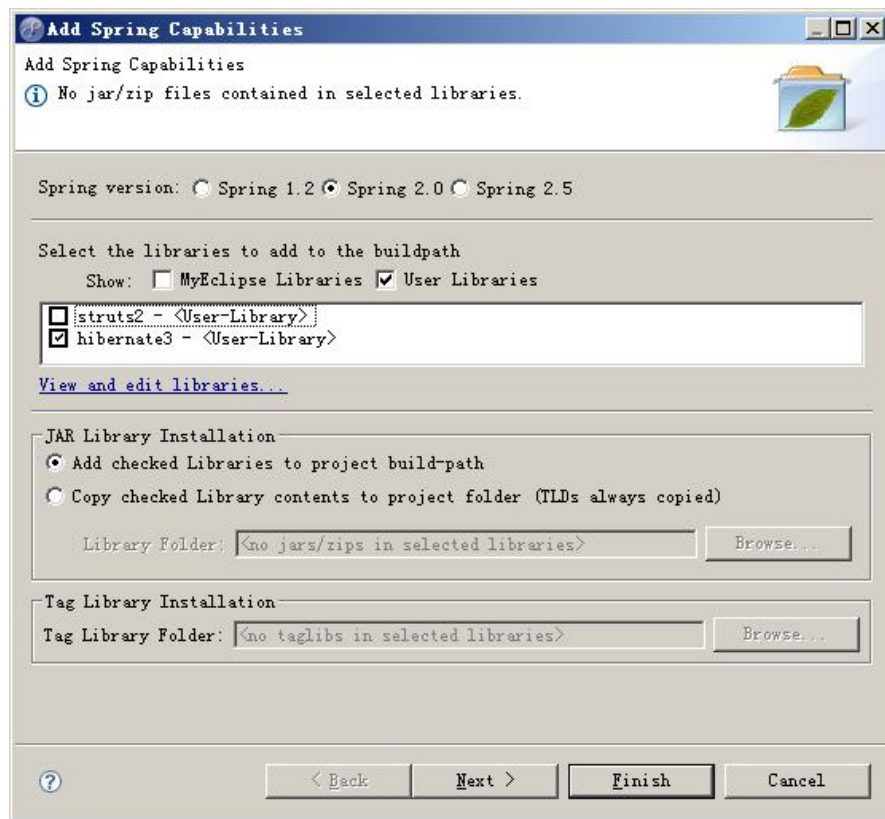 Add Spring Capabilities
Add Spring Capabilities
No jar/zip files contained in selected libraries.
Spring version: Spring 1.2 Spring 2.0 Spring 2.5
Select the libraries to add to the buildpath
Show: MyEclipse Libraries User Libraries
struts2 - <User-Library>
hibernate3 - <User-Library>
View and edit libraries...
JAR Library Installation
Add checked Libraries to project build-path
Copy checked Library contents to project folder (TLDs always copied)
Library Folder: <no jars/zips in selected libraries> Browse...
Tag Library Installation
Tag Library Folder: <no taglibs in selected libraries> Browse...
< Back Next > Finish Cancel